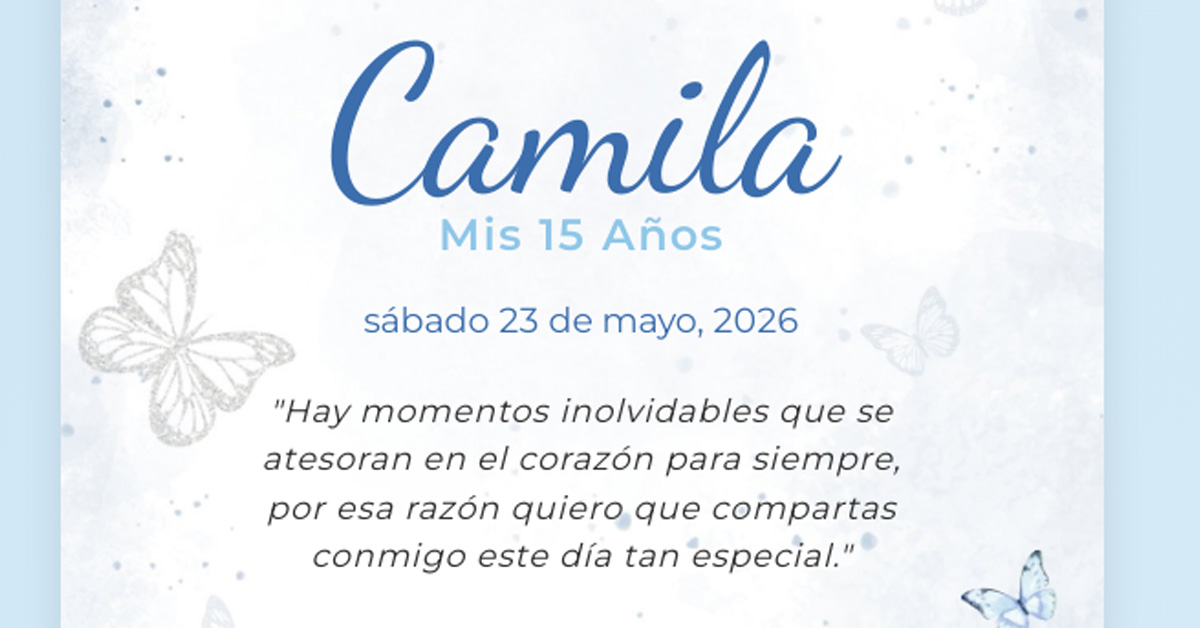 Camila
Mis 15 Años
sábado 23 de mayo, 2026
"Hay momentos inolvidables que se
atesoran en el corazón para siempre,
por esa razón quiero que compartas
conmigo este día tan especial."